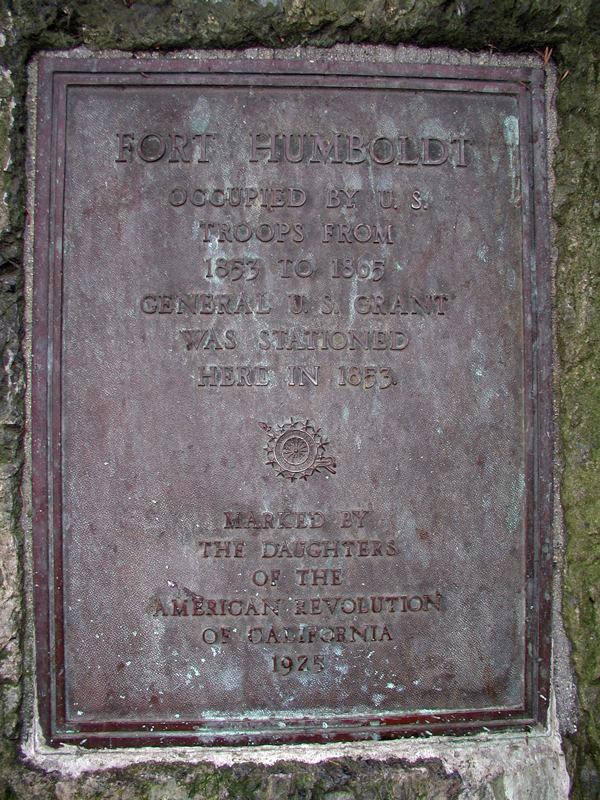 FORT HUMBOLDT
OCCUPIED BY U. S.
TROOPS FROM
1853 TO 1865
GENERAL U. S. GRANT
WAS STATIONED
HERE IN 1853.
MARKED BY
THE DAUGHTERS
OF THE
AMERICAN REVOLUTION
OF CALIFORNIA
1925